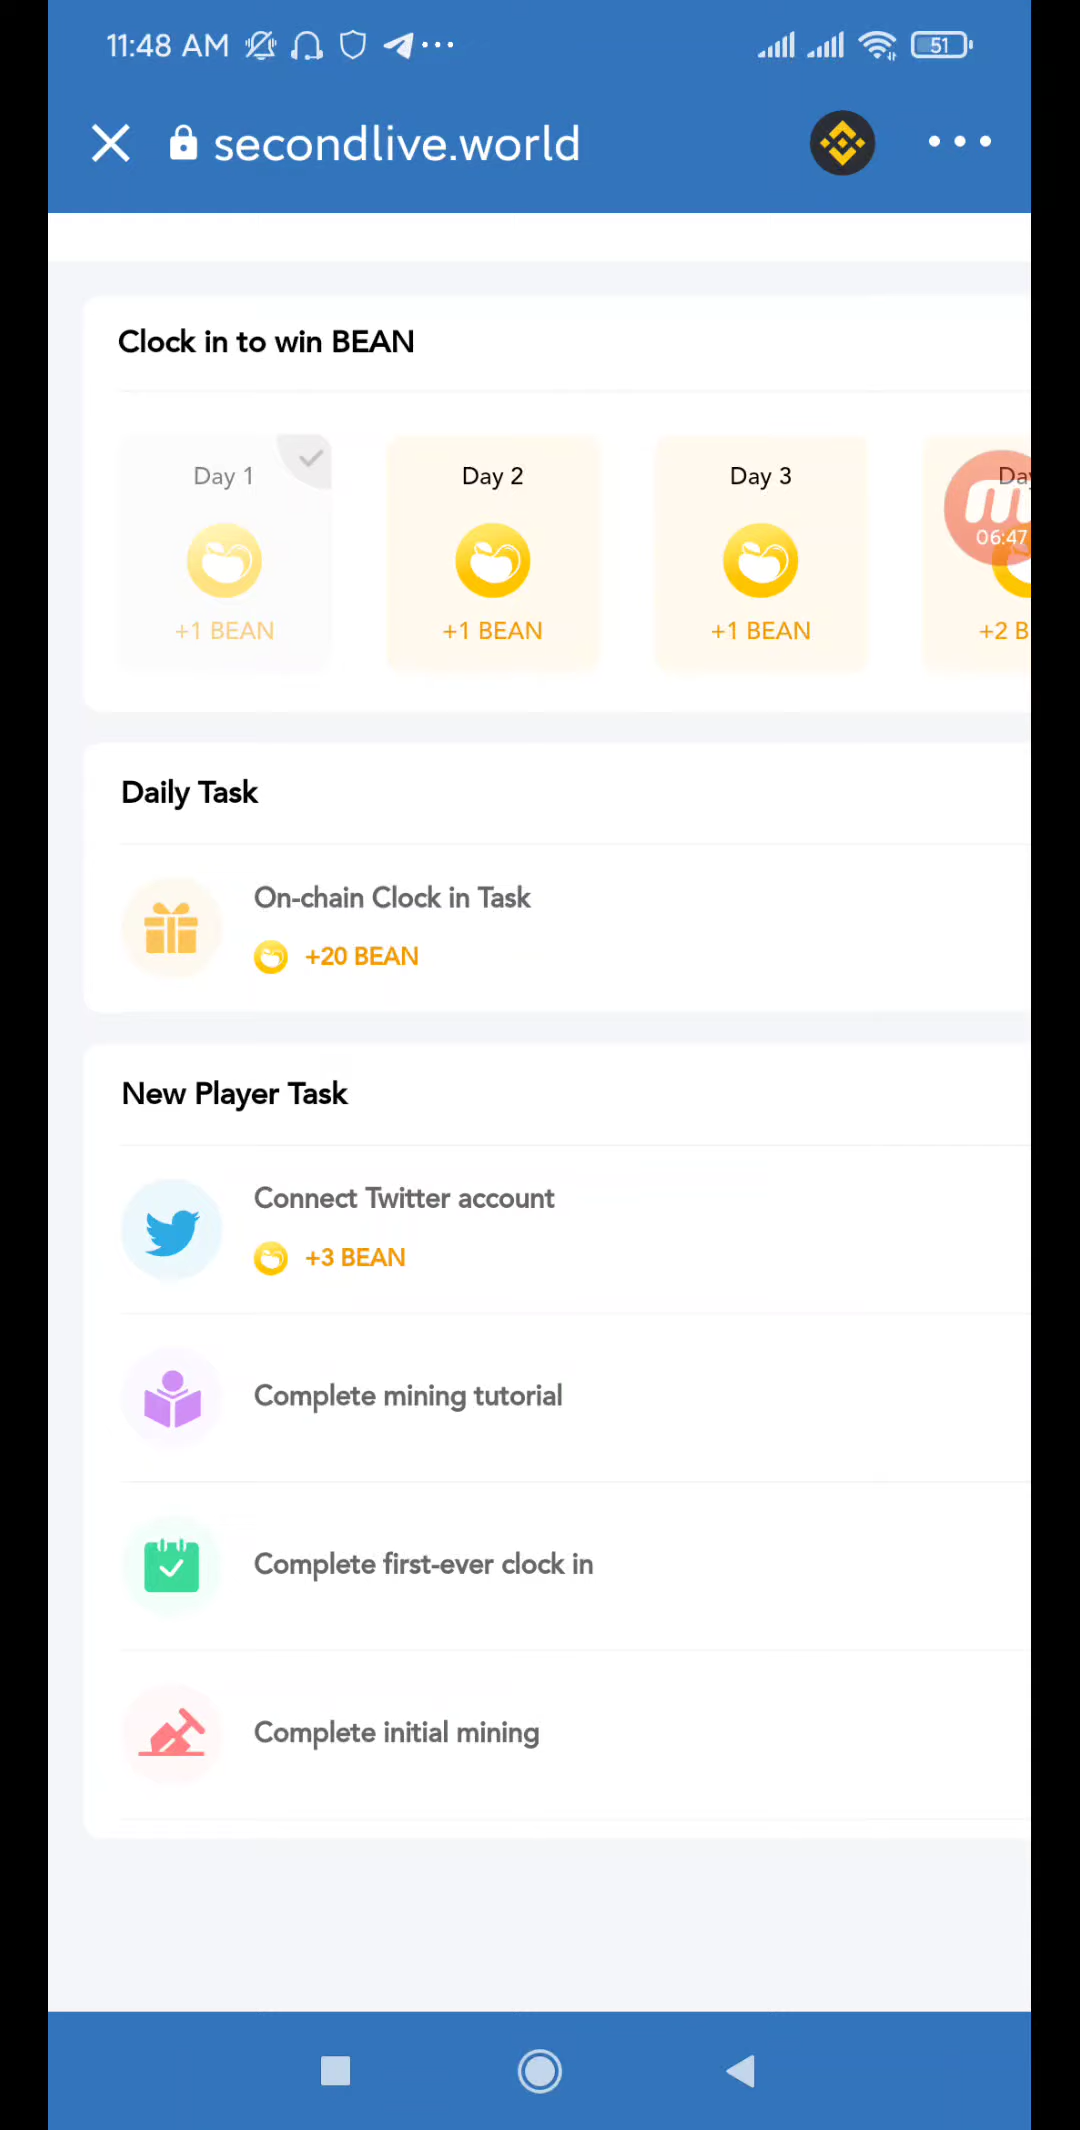 11:48 AM
51
secondlive.world
Clock in to win BEAN
Day 1
Day 2
Day 3
Da
06:47
+1 BEAN
+1 BEAN
+1 BEAN
+2 B
Daily Task
On-chain Clock in Task
+20 BEAN
New Player Task
Connect Twitter account
+3 BEAN
Complete mining tutorial
Complete first-ever clock in
Complete initial mining